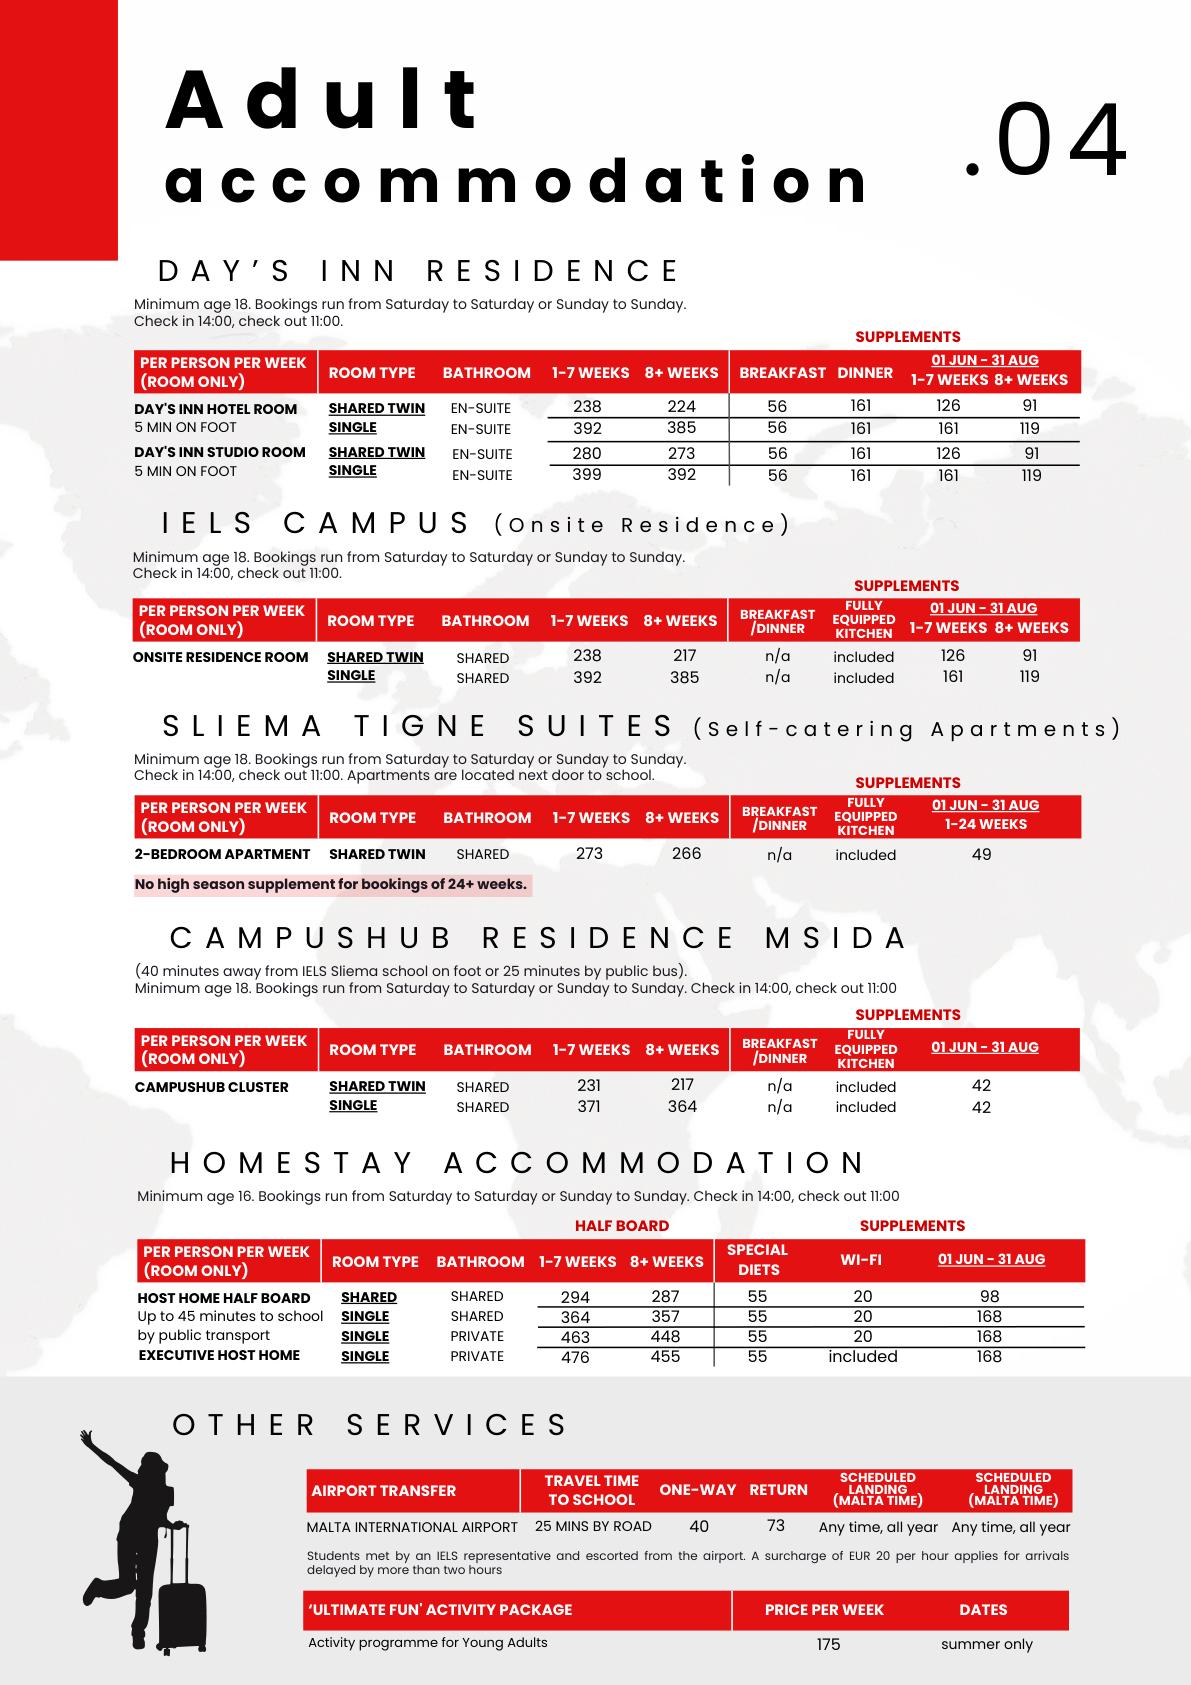 Adult
accommodation
.04
DAY’S INN RESIDENCE
Minimum age 18. Bookings run from Saturday to Saturday or Sunday to Sunday.
Check in 14:00, check out 11:00.
SUPPLEMENTS
PER PERSON PER WEEK (ROOM ONLY) ROOM TYPE BATHROOM 1-7 WEEKS 8+ WEEKS BREAKFAST DINNER 01 JUN - 31 AUG 1-7 WEEKS 8+ WEEKS
DAY'S INN HOTEL ROOM SHARED TWIN EN-SUITE 238 224 56 161 126 91
5 MIN ON FOOT SINGLE EN-SUITE 392 385 56 161 161 119
DAY'S INN STUDIO ROOM SHARED TWIN EN-SUITE 280 273 56 161 126 91
5 MIN ON FOOT SINGLE EN-SUITE 399 392 56 161 161 119
IELS CAMPUS (Onsite Residence)
Minimum age 18. Bookings run from Saturday to Saturday or Sunday to Sunday.
Check in 14:00, check out 11:00.
SUPPLEMENTS
PER PERSON PER WEEK (ROOM ONLY) ROOM TYPE BATHROOM 1-7 WEEKS 8+ WEEKS BREAKFAST /DINNER FULLY EQUIPPED KITCHEN 01 JUN - 31 AUG 1-7 WEEKS 8+ WEEKS
ONSITE RESIDENCE ROOM SHARED TWIN SHARED 238 217 n/a included 126 91
SINGLE SHARED 392 385 n/a included 161 119
SLIEMA TIGNE SUITES (Self-catering Apartments)
Minimum age 18. Bookings run from Saturday to Saturday or Sunday to Sunday.
Check in 14:00, check out 11:00. Apartments are located next door to school.
SUPPLEMENTS
PER PERSON PER WEEK (ROOM ONLY) ROOM TYPE BATHROOM 1-7 WEEKS 8+ WEEKS BREAKFAST /DINNER FULLY EQUIPPED KITCHEN 01 JUN - 31 AUG 1-24 WEEKS
2-BEDROOM APARTMENT SHARED TWIN SHARED 273 266 n/a included 49
No high season supplement for bookings of 24+ weeks.
CAMPUSHUB RESIDENCE MSIDA
(40 minutes away from IELS Sliema school on foot or 25 minutes by public bus).
Minimum age 18. Bookings run from Saturday to Saturday or Sunday to Sunday. Check in 14:00, check out 11:00
SUPPLEMENTS
PER PERSON PER WEEK (ROOM ONLY) ROOM TYPE BATHROOM 1-7 WEEKS 8+ WEEKS BREAKFAST /DINNER FULLY EQUIPPED KITCHEN 01 JUN - 31 AUG
CAMPUSHUB CLUSTER SHARED TWIN SHARED 231 217 n/a included 42
SINGLE SHARED 371 364 n/a included 42
HOMESTAY ACCOMMODATION
Minimum age 16. Bookings run from Saturday to Saturday or Sunday to Sunday. Check in 14:00, check out 11:00
HALF BOARD SUPPLEMENTS
PER PERSON PER WEEK (ROOM ONLY) ROOM TYPE BATHROOM 1-7 WEEKS 8+ WEEKS SPECIAL DIETS WI-FI 01 JUN - 31 AUG
HOST HOME HALF BOARD SHARED SHARED 294 287 55 20 98
Up to 45 minutes to school SINGLE SHARED 364 357 55 20 168
by public transport SINGLE PRIVATE 463 448 55 20 168
EXECUTIVE HOST HOME SINGLE PRIVATE 476 455 55 included 168
OTHER SERVICES
AIRPORT TRANSFER TRAVEL TIME TO SCHOOL ONE-WAY RETURN SCHEDULED LANDING (MALTA TIME) SCHEDULED LANDING (MALTA TIME)
MALTA INTERNATIONAL AIRPORT 25 MINS BY ROAD 40 73 Any time, all year Any time, all year
Students met by an IELS representative and escorted from the airport. A surcharge of EUR 20 per hour applies for arrivals
delayed by more than two hours
‘ULTIMATE FUN' ACTIVITY PACKAGE PRICE PER WEEK DATES
Activity programme for Young Adults 175 summer only